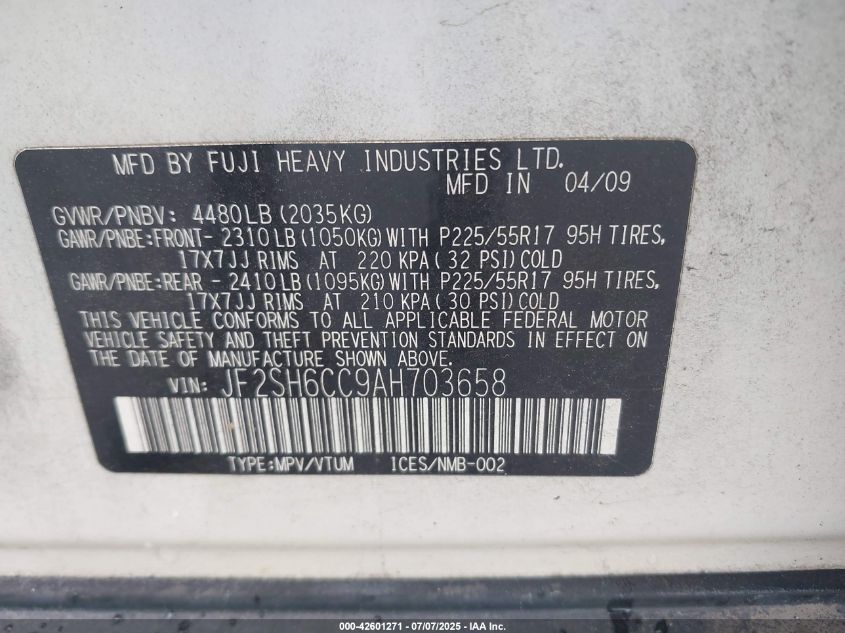 MFD BY FUJI HEAVY INDUSTRIES LTD.
MFD IN 04/09
GVWR/PNBV: 4480LB (2035KG)
GAWR/PNBE:FRONT- 2310LB (1050KG) WITH P225/55R17 95H TIRES,
17X7JJ RIMS AT 220 KPA ( 32 PSI) COLD
GAWR/PNBE:REAR - 2410LB (1095KG) WITH P225/55R17 95H TIRES,
17X7JJ RIMS AT 210 KPA ( 30 PSI) COLD
THIS VEHICLE CONFORMS TO ALL APPLICABLE FEDERAL MOTOR
VEHICLE SAFETY AND THEFT PREVENTION STANDARDS IN EFFECT ON
THE DATE OF MANUFACTURE SHOWN ABOVE.
VIN: JF2SH6CC9AH703658
TYPE:MPV/VTUM ICES/NMB-002
000-42601271 - 07/07/2025 - IAA Inc.